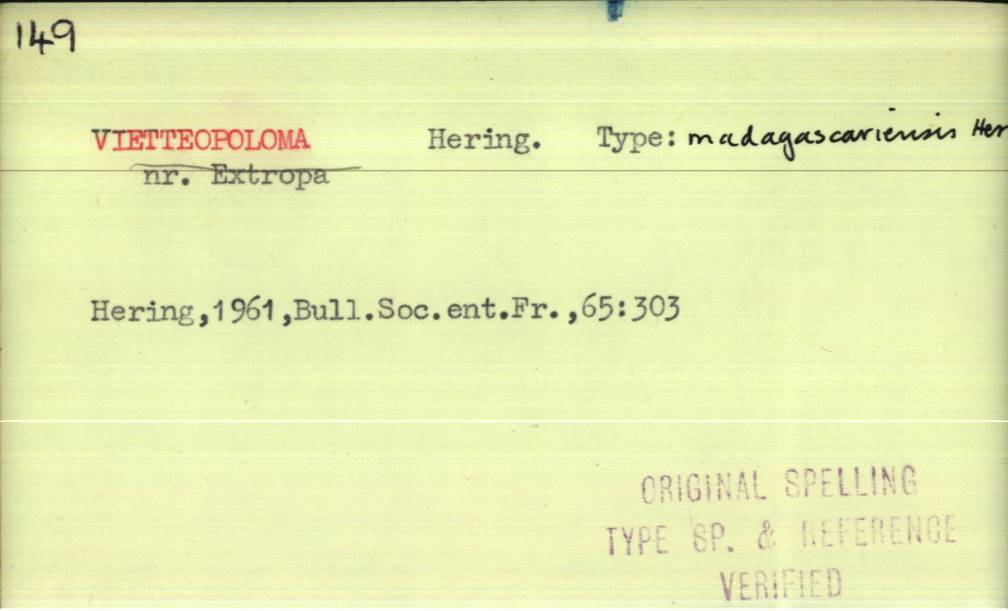 149
VIETTEOPOLOMA Hering. Type: madagascariensis Her
nr. Extropa
Hering,1961,Bull.Soc.ent.Fr.,65:303
ORIGINAL SPELLING
TYPE SP. & REFERENCE
VERIFIED